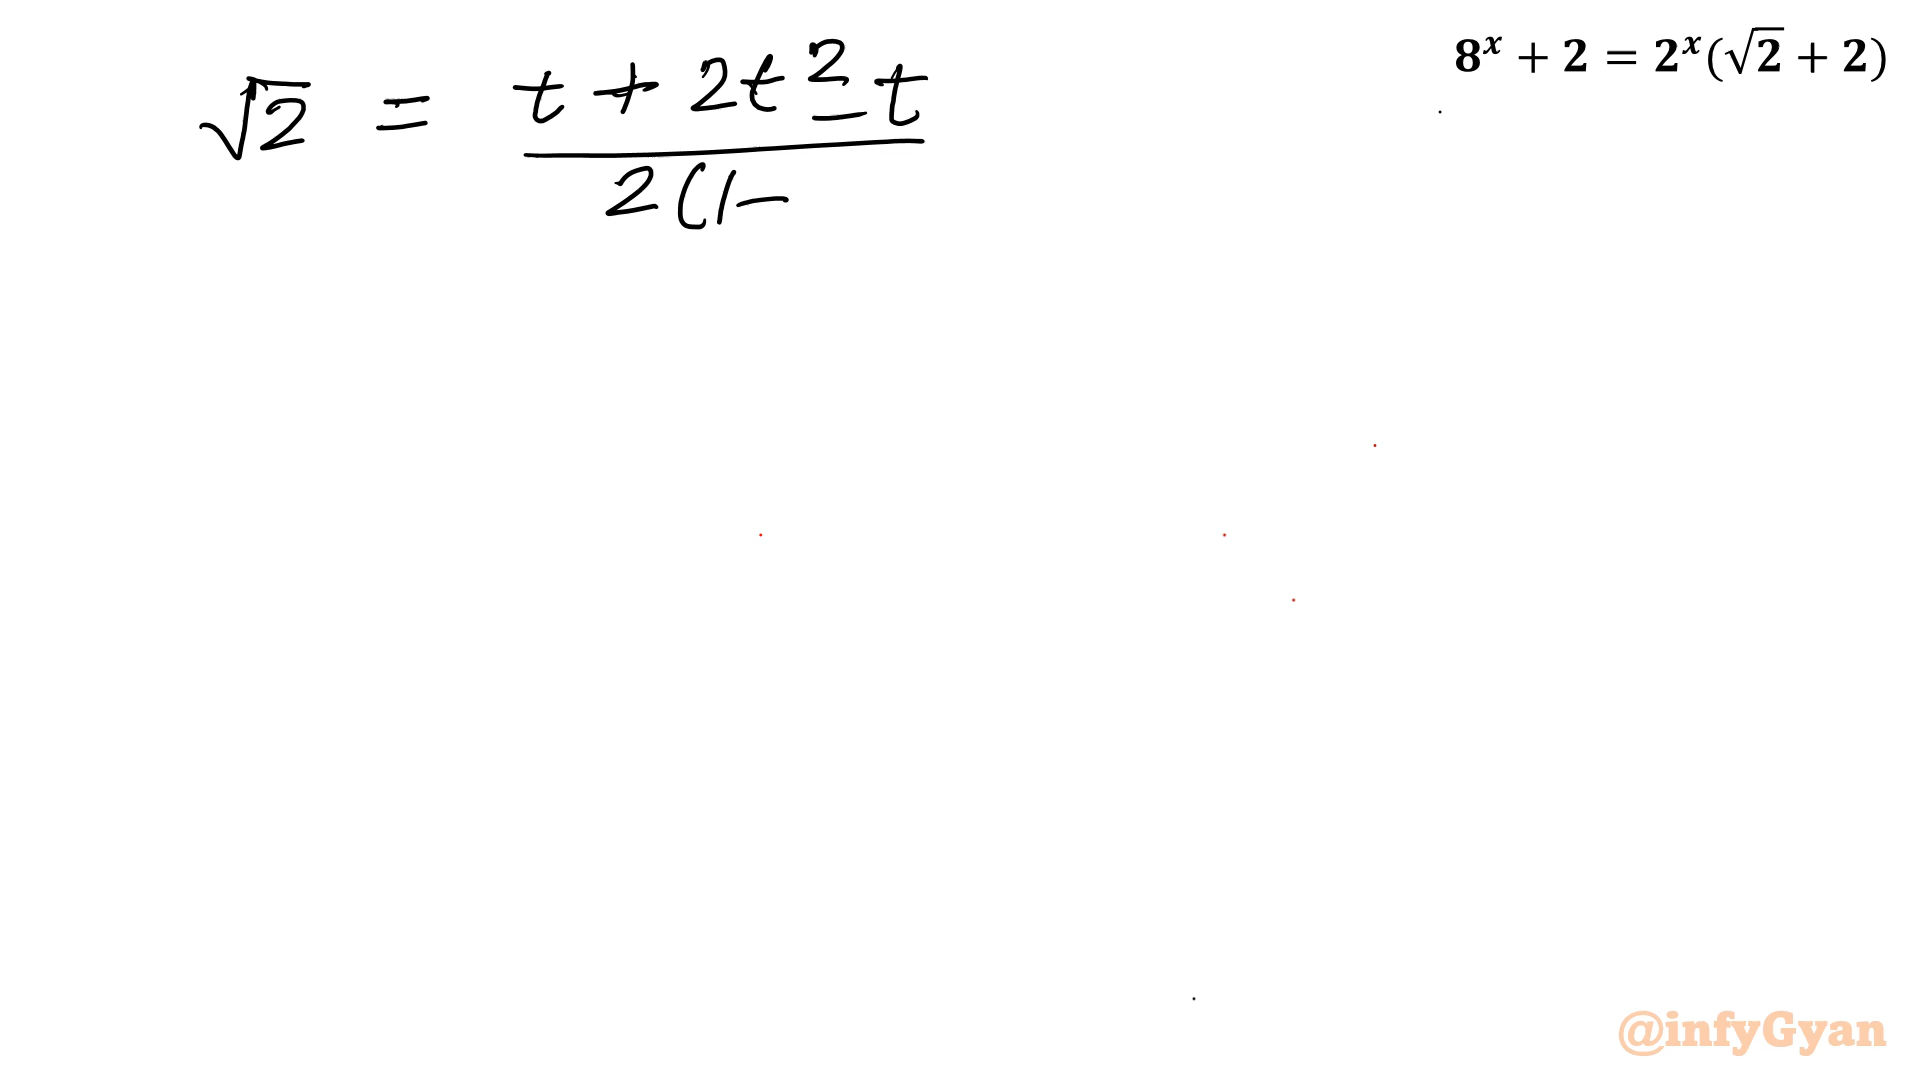 8^x + 2 = 2^x(√2 + 2)
√2 = (t + 2t² - t) / (2(1-
@infyGyan